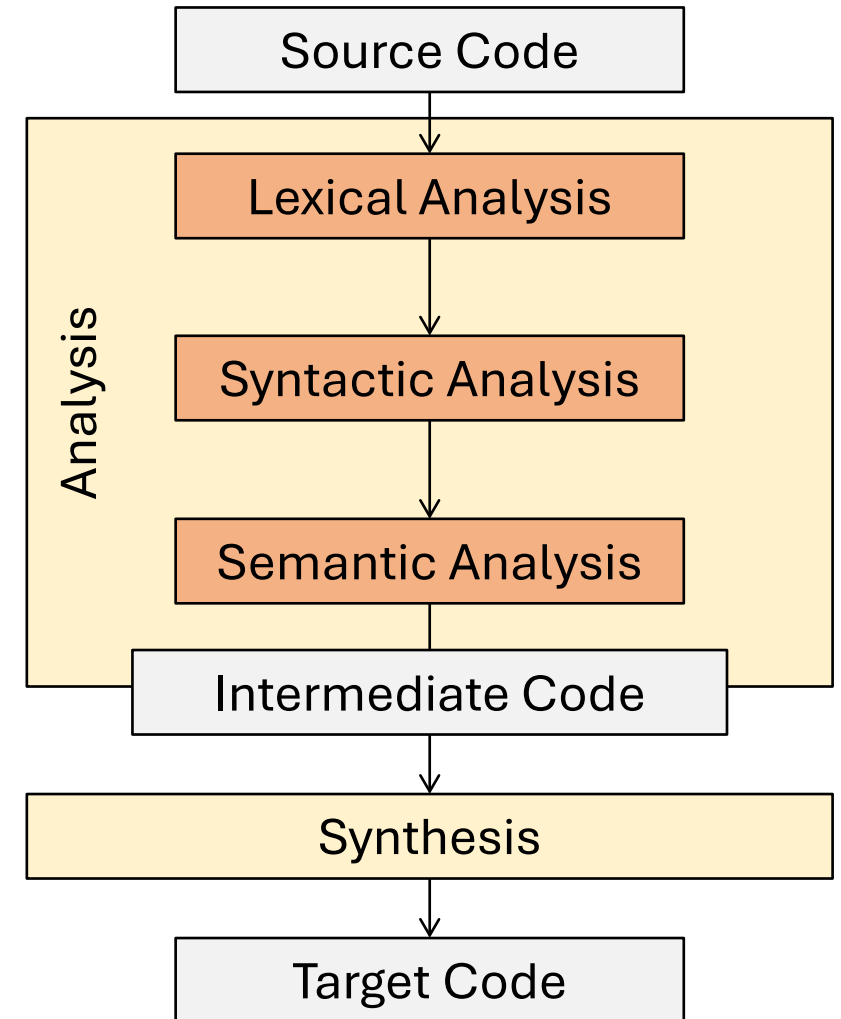 Source Code
Lexical Analysis
Analysis
Syntactic Analysis
Semantic Analysis
Intermediate Code
Synthesis
Target Code